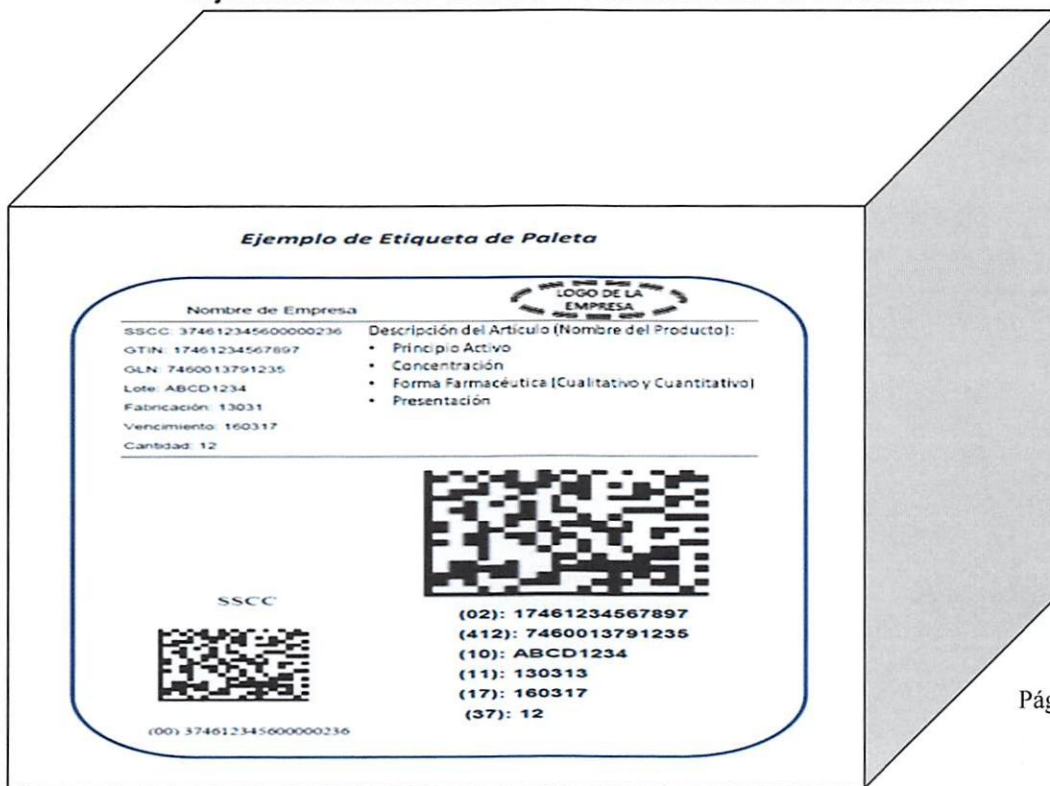 Ejemplo de Etiqueta de Paleta
LOGO DE LA
EMPRESA
Nombre de Empresa
SSCC: 374612345600000236
GTIN: 17461234567897
GLN: 7460013791235
Lote: ABCD1234
Fabricación: 13031
Vencimiento: 160317
Cantidad: 12
Descripción del Artículo (Nombre del Producto):
• Principio Activo
• Concentración
• Forma Farmacéutica (Cualitativo y Cuantitativo)
• Presentación
(02): 17461234567897
(412): 7460013791235
(10): ABCD1234
(11): 130313
(17): 160317
(37): 12
SSCC
(00) 374612345600000236
Pág